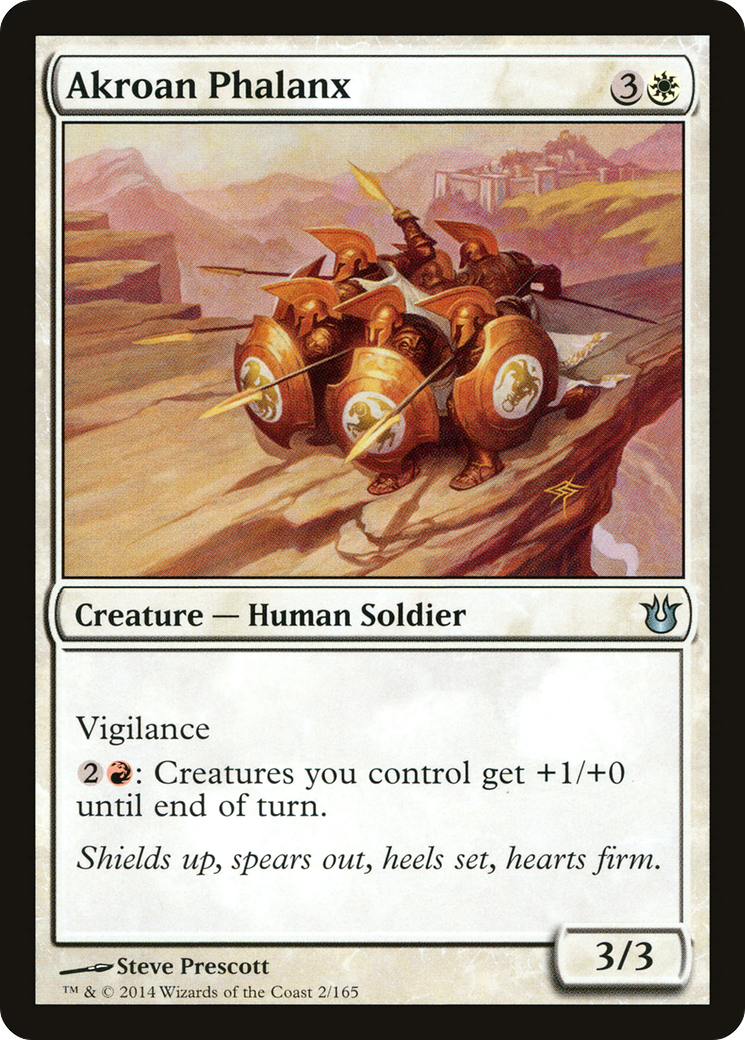 Akroan Phalanx 3
Creature — Human Soldier
Vigilance
2: Creatures you control get +1/+0
until end of turn.
Shields up, spears out, heels set, hearts firm.
3/3
Steve Prescott
™ & © 2014 Wizards of the Coast 2/165